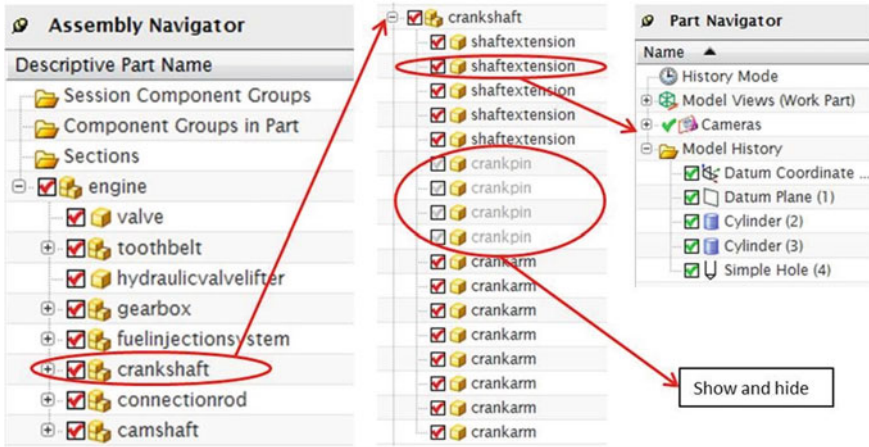 Assembly Navigator
Descriptive Part Name
Session Component Groups
Component Groups in Part
Sections
engine
valve
toothbelt
hydraulicvalvelifter
gearbox
fuelinjectionsystem
crankshaft
connectionrod
camshaft
crankshaft
shaftextension
shaftextension
shaftextension
shaftextension
shaftextension
crankpin
crankpin
crankpin
crankpin
crankarm
crankarm
crankarm
crankarm
crankarm
crankarm
crankarm
crankarm
Part Navigator
Name
History Mode
Model Views (Work Part)
Cameras
Model History
Datum Coordinate ...
Datum Plane (1)
Cylinder (2)
Cylinder (3)
Simple Hole (4)
Show and hide